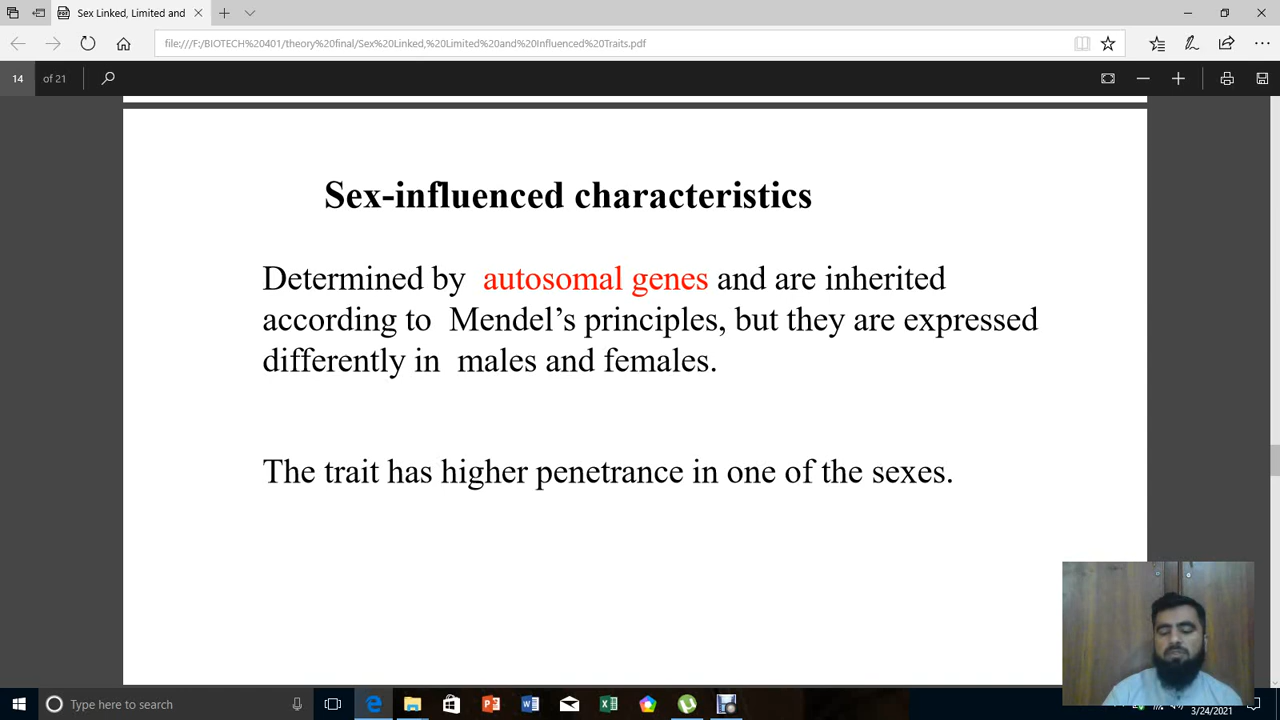 Sex Linked, Limited and
file:///F:/BIOTECH%20401/theory%20final/Sex%20Linked,%20Limited%20and%20Influenced%20Traits.pdf
14 of 21
Sex-influenced characteristics
Determined by autosomal genes and are inherited
according to Mendel’s principles, but they are expressed
differently in males and females.
The trait has higher penetrance in one of the sexes.
Type here to search
3/24/2021